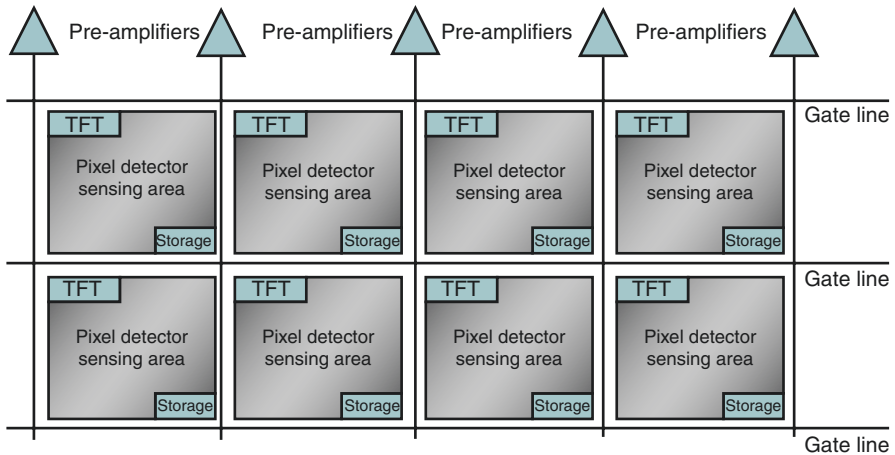 Pre-amplifiers Pre-amplifiers Pre-amplifiers Pre-amplifiers
Gate line
TFT TFT TFT TFT
Pixel detector Pixel detector Pixel detector Pixel detector
sensing area sensing area sensing area sensing area
Storage Storage Storage Storage
Gate line
TFT TFT TFT TFT
Pixel detector Pixel detector Pixel detector Pixel detector
sensing area sensing area sensing area sensing area
Storage Storage Storage Storage
Gate line